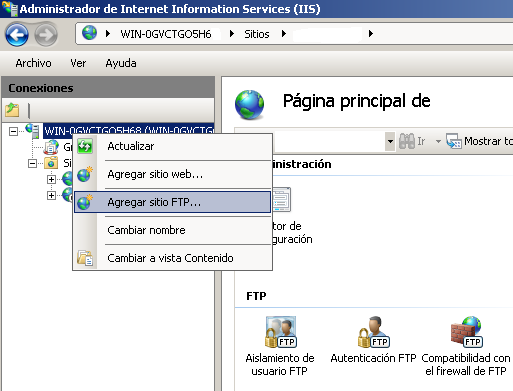 Administrador de Internet Information Services (IIS)
WIN-0GVCTGO5H6
Sitios
Archivo Ver Ayuda
Conexiones
WIN-0GVCTGO5H68 (WIN-0GVCTG
Página principal de
Actualizar
Agregar sitio web...
Agregar sitio FTP...
Cambiar nombre
Cambiar a vista Contenido
Ir
Mostrar to
ministración
tor de
guración
FTP
Aislamiento de
usuario FTP
Autenticación FTP
Compatibilidad con
el firewall de FTP